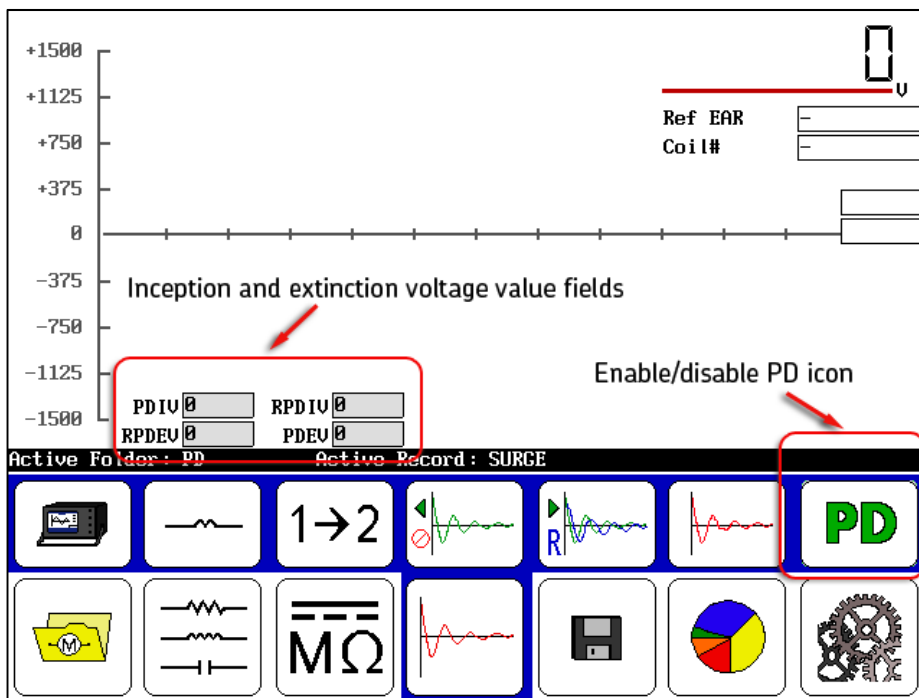 +1500
0
V
+1125
Ref EAR –
+750
Coil# –
+375
0
-375
Inception and extinction voltage value fields
-750
-1125
Enable/disable PD icon
PDIV 0 RPDIV 0
-1500
RPDEV 0 PDEV 0
Active Folder: PD Active Record: SURGE
1→2
R
PD
M
MΩ